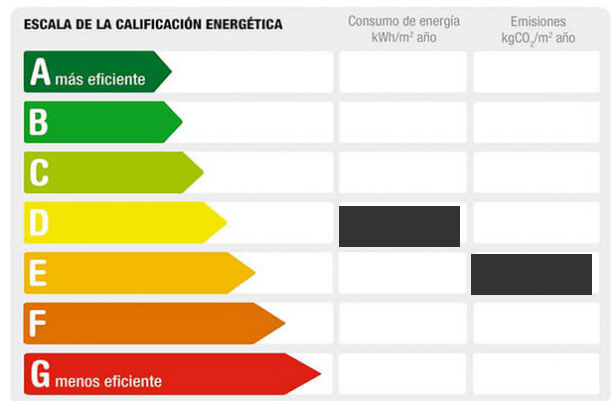 ESCALA DE LA CALIFICACIÓN ENERGÉTICA
Consumo de energía
kWh/m² año
Emisiones
kgCO₂/m² año
A más eficiente
B
C
D
E
F
G menos eficiente